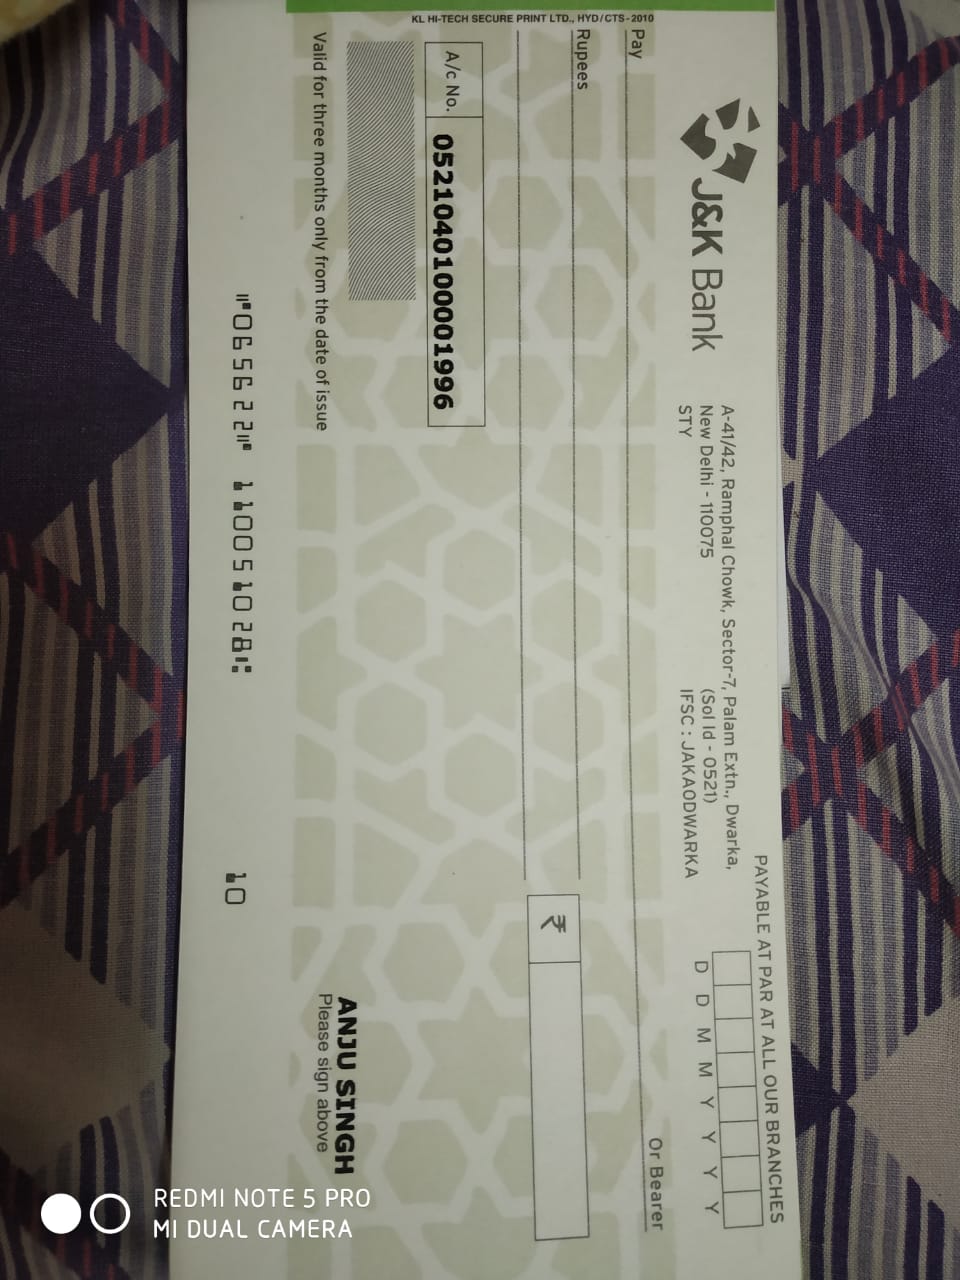 PAYABLE AT PAR AT ALL OUR BRANCHES
J&K Bank
A-41/42, Ramphal Chowk, Sector-7, Palam Extn., Dwarka,
New Delhi - 110075 (Sol Id - 0521)
STY IFSC : JAKA0DWARKA
D D M M Y Y Y Y
Pay Or Bearer
Rupees
₹
A/c No. 0521040100001996
KL HI-TECH SECURE PRINT LTD., HYD/CTS - 2010
Valid for three months only from the date of issue
ANJU SINGH
Please sign above
⑈065622⑈ 110051028⑆ 10
REDMI NOTE 5 PRO
MI DUAL CAMERA